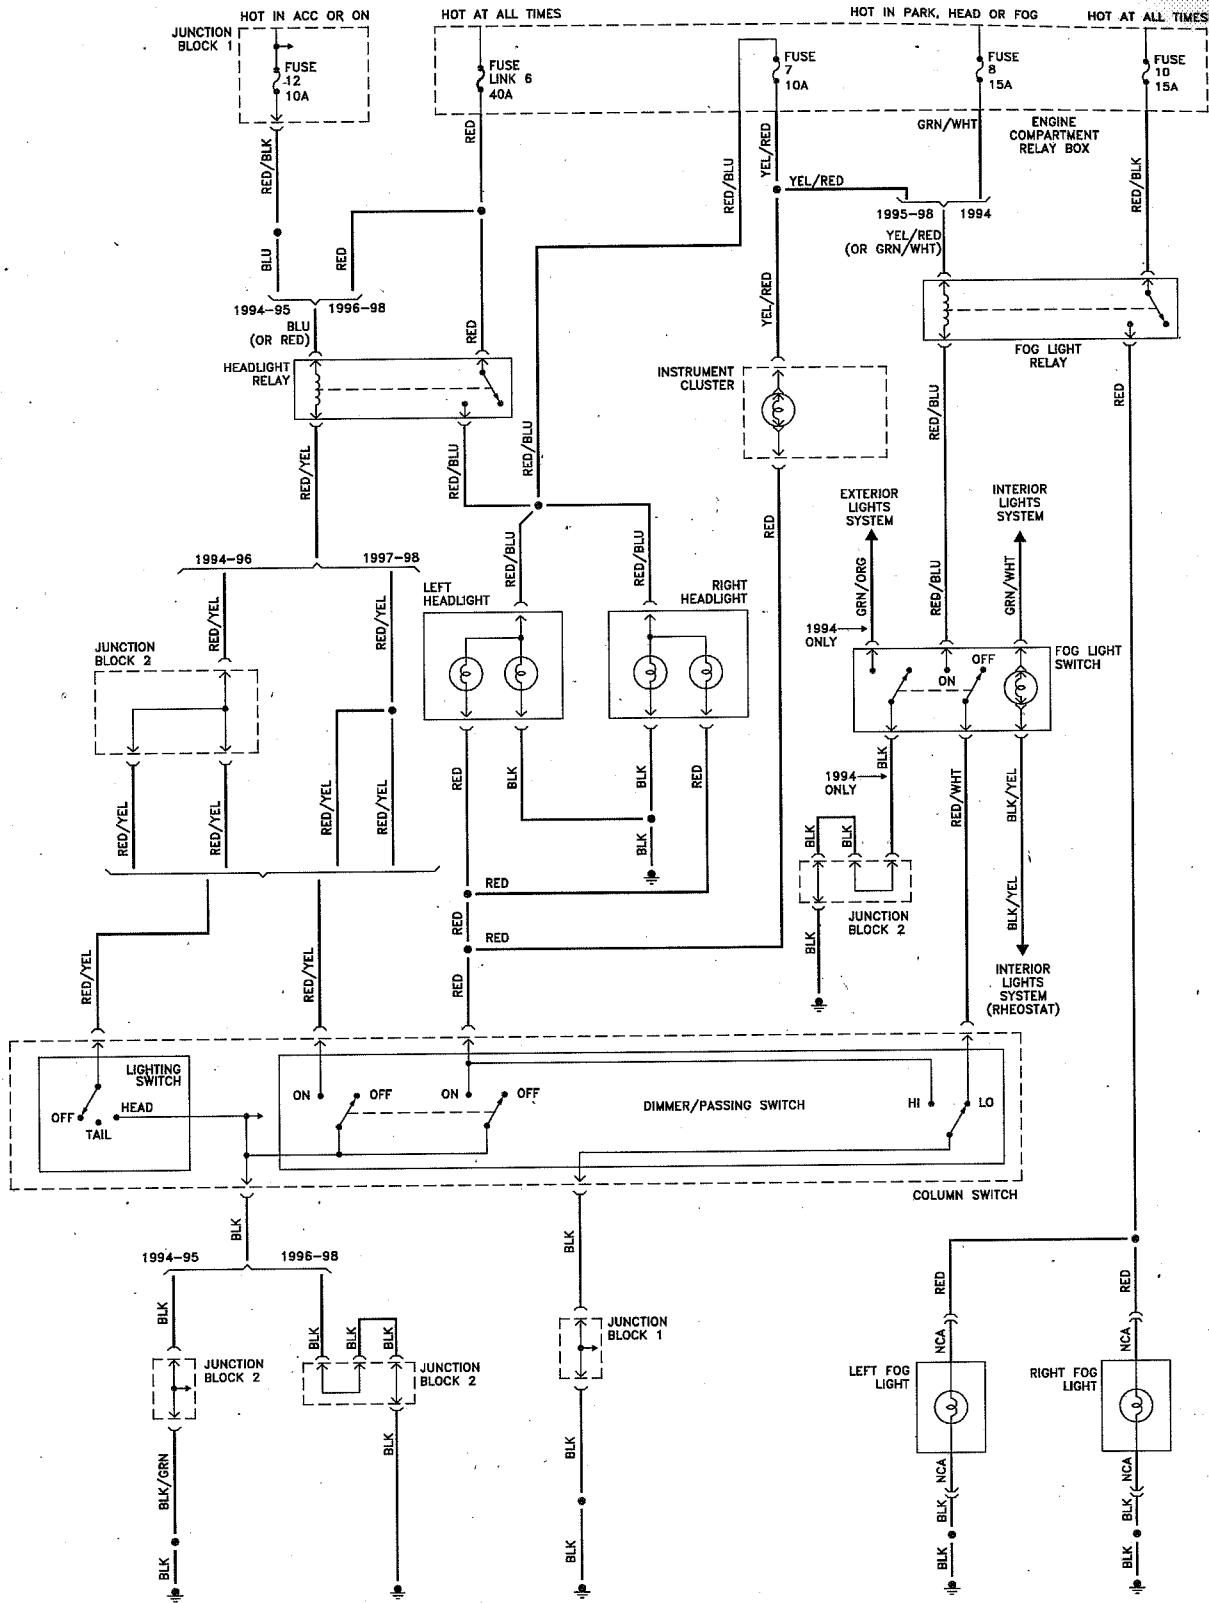 HOT IN ACC OR ON
HOT AT ALL TIMES
HOT IN PARK, HEAD OR FOG
HOT AT ALL TIMES
JUNCTION
BLOCK 1
FUSE
12
10A
FUSE
LINK 6
40A
FUSE
7
10A
FUSE
8
15A
FUSE
10
15A
ENGINE
COMPARTMENT
RELAY BOX
RED/BLK
RED
RED/BLU
YEL/RED
GRN/WHT
RED/BLK
YEL/RED
1995-98
1994
YEL/RED
(OR GRN/WHT)
BLU
RED
1994-95
1996-98
BLU
(OR RED)
RED
YEL/RED
HEADLIGHT
RELAY
FOG LIGHT
RELAY
INSTRUMENT
CLUSTER
RED/YEL
RED/BLU
RED/BLU
RED
RED/BLU
RED
EXTERIOR
LIGHTS
SYSTEM
INTERIOR
LIGHTS
SYSTEM
1994-96
1997-98
RED/BLU
RED/BLU
GRN/ORG
RED/BLU
GRN/WHT
LEFT
HEADLIGHT
RIGHT
HEADLIGHT
RED/YEL
RED/YEL
1994
ONLY
JUNCTION
BLOCK 2
ON
OFF
FOG LIGHT
SWITCH
RED/YEL
RED/YEL
RED/YEL
RED/YEL
RED
BLK
BLK
RED
BLK
1994
ONLY
RED/WHT
BLK/YEL
BLK
BLK
BLK
RED
RED
RED
JUNCTION
BLOCK 2
BLK
BLK/YEL
RED/YEL
RED/YEL
RED
INTERIOR
LIGHTS
SYSTEM
(RHEOSTAT)
LIGHTING
SWITCH
OFF
HEAD
TAIL
ON
OFF
ON
OFF
DIMMER/PASSING SWITCH
HI
LO
COLUMN SWITCH
BLK
BLK
1994-95
1996-98
RED
RED
BLK
BLK
BLK
BLK
JUNCTION
BLOCK 1
JUNCTION
BLOCK 2
JUNCTION
BLOCK 2
NCA
NCA
LEFT FOG
LIGHT
RIGHT FOG
LIGHT
BLK/GRN
BLK
BLK
NCA
NCA
BLK
BLK
BLK
BLK
BLK
BLK